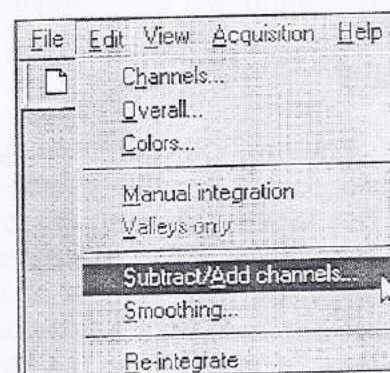 File Edit View Acquisition Help
Channels...
Overall...
Colors...
Manual integration
Valleys only
Subtract/Add channels...
Smoothing...
Re-integrate